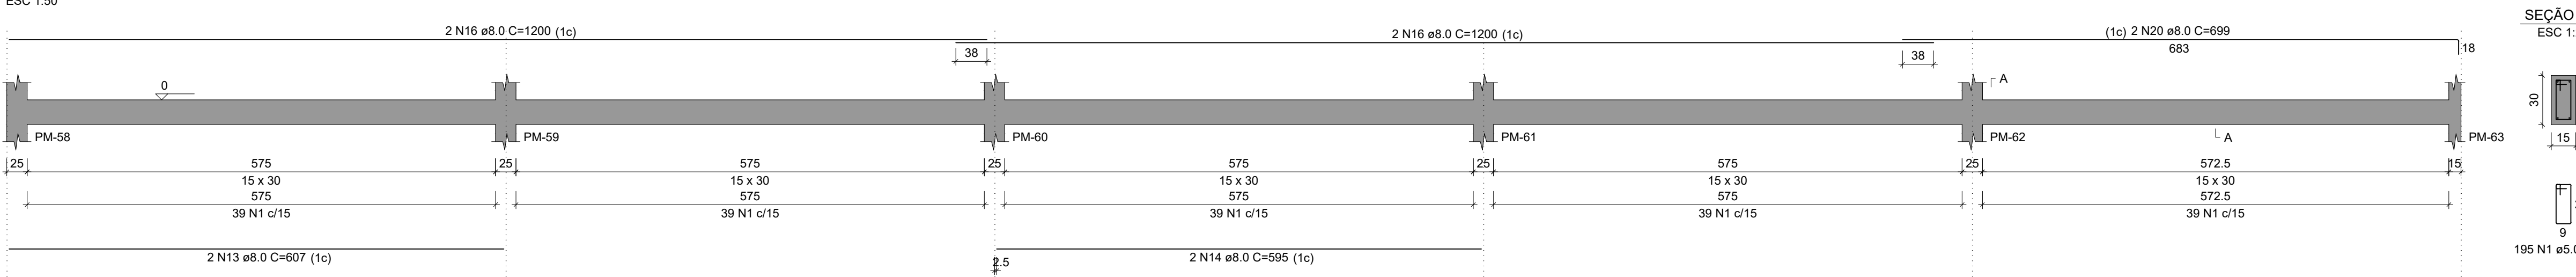 ESC 1:50
2 N16 ø8.0 C=1200 (1c)
2 N16 ø8.0 C=1200 (1c)
(1c) 2 N20 ø8.0 C=699
SEÇÃO
ESC 1:
38
38
683
18
0
A
30
PM-58
PM-59
PM-60
PM-61
PM-62
A
PM-63
15
25
575
25
575
25
575
25
575
25
572.5
15
15 x 30
15 x 30
15 x 30
15 x 30
15 x 30
575
575
575
575
572.5
39 N1 c/15
39 N1 c/15
39 N1 c/15
39 N1 c/15
39 N1 c/15
9
195 N1 ø5.0
2 N13 ø8.0 C=607 (1c)
2 N14 ø8.0 C=595 (1c)
2.5